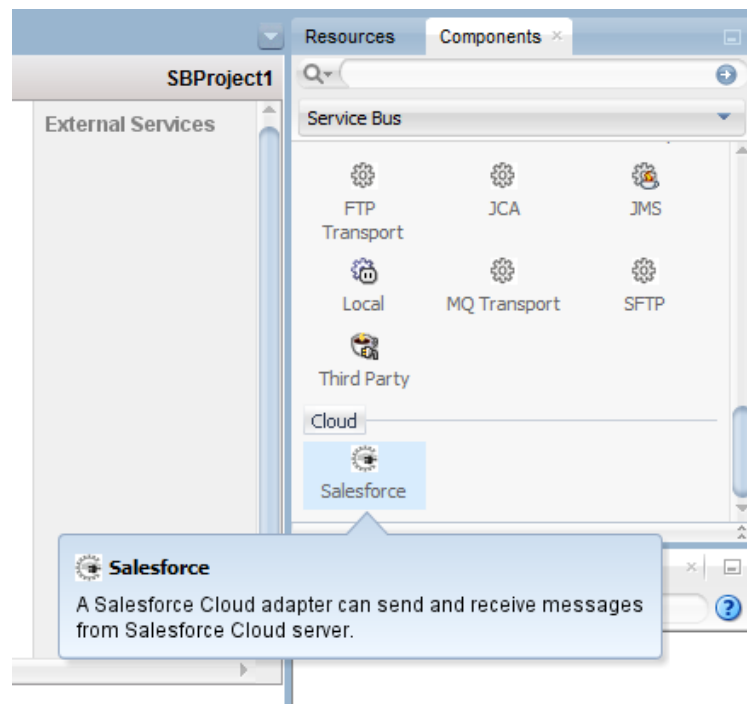 Resources
Components
SBProject1
External Services
Service Bus
FTP
Transport
JCA
JMS
Local
MQ Transport
SFTP
Third Party
Cloud
Salesforce
Salesforce
A Salesforce Cloud adapter can send and receive messages
from Salesforce Cloud server.